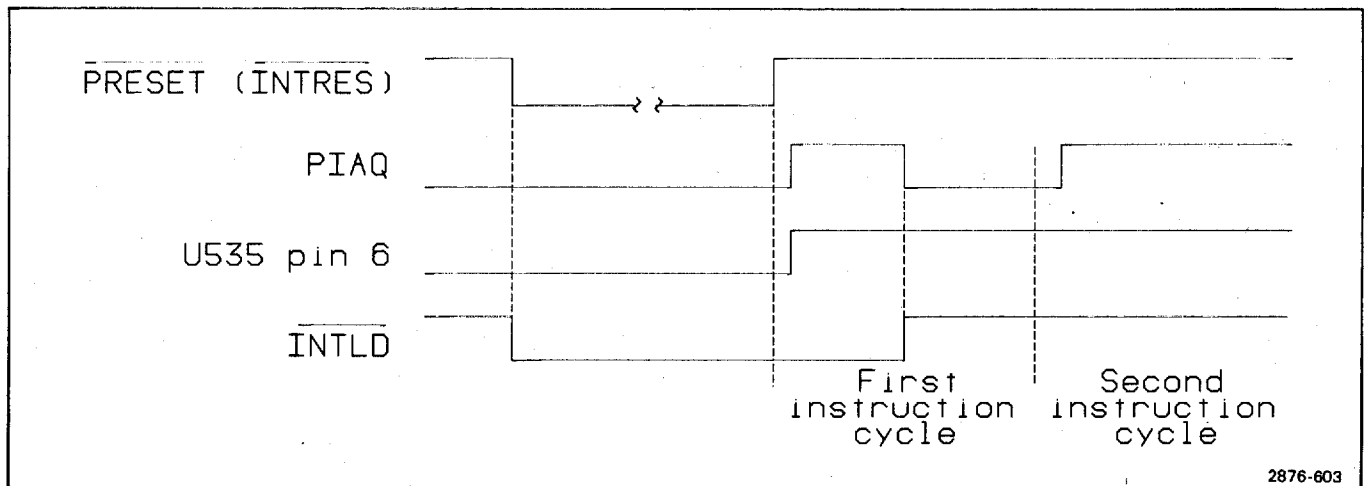 PRESET (INTRES)
PIAQ
U535 pin 6
INTLD
First
instruction
cycle
Second
instruction
cycle
2876-603